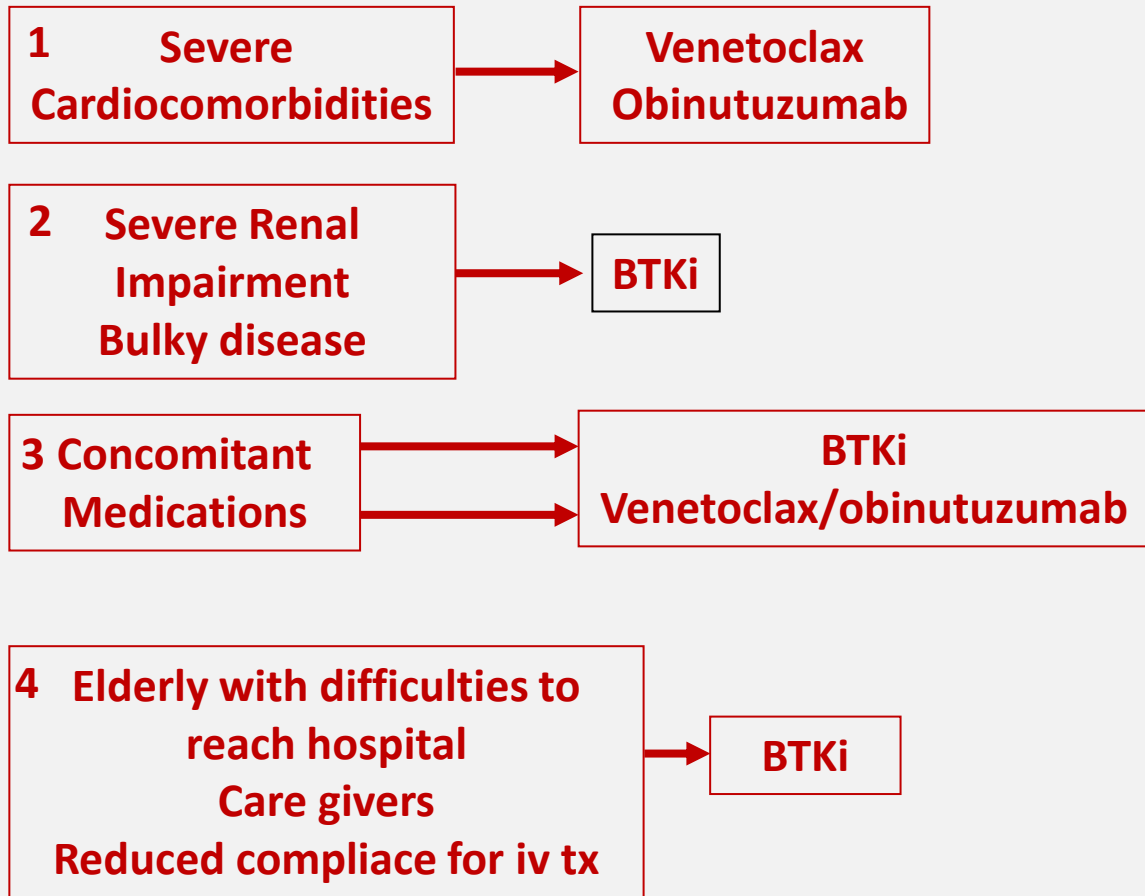 1 Severe
Cardiocomorbidities
Venetoclax
Obinutuzumab
2 Severe Renal
Impairment
Bulky disease
BTKi
3 Concomitant
Medications
BTKi
Venetoclax/obinutuzumab
4 Elderly with difficulties to
reach hospital
Care givers
Reduced compliace for iv tx
BTKi